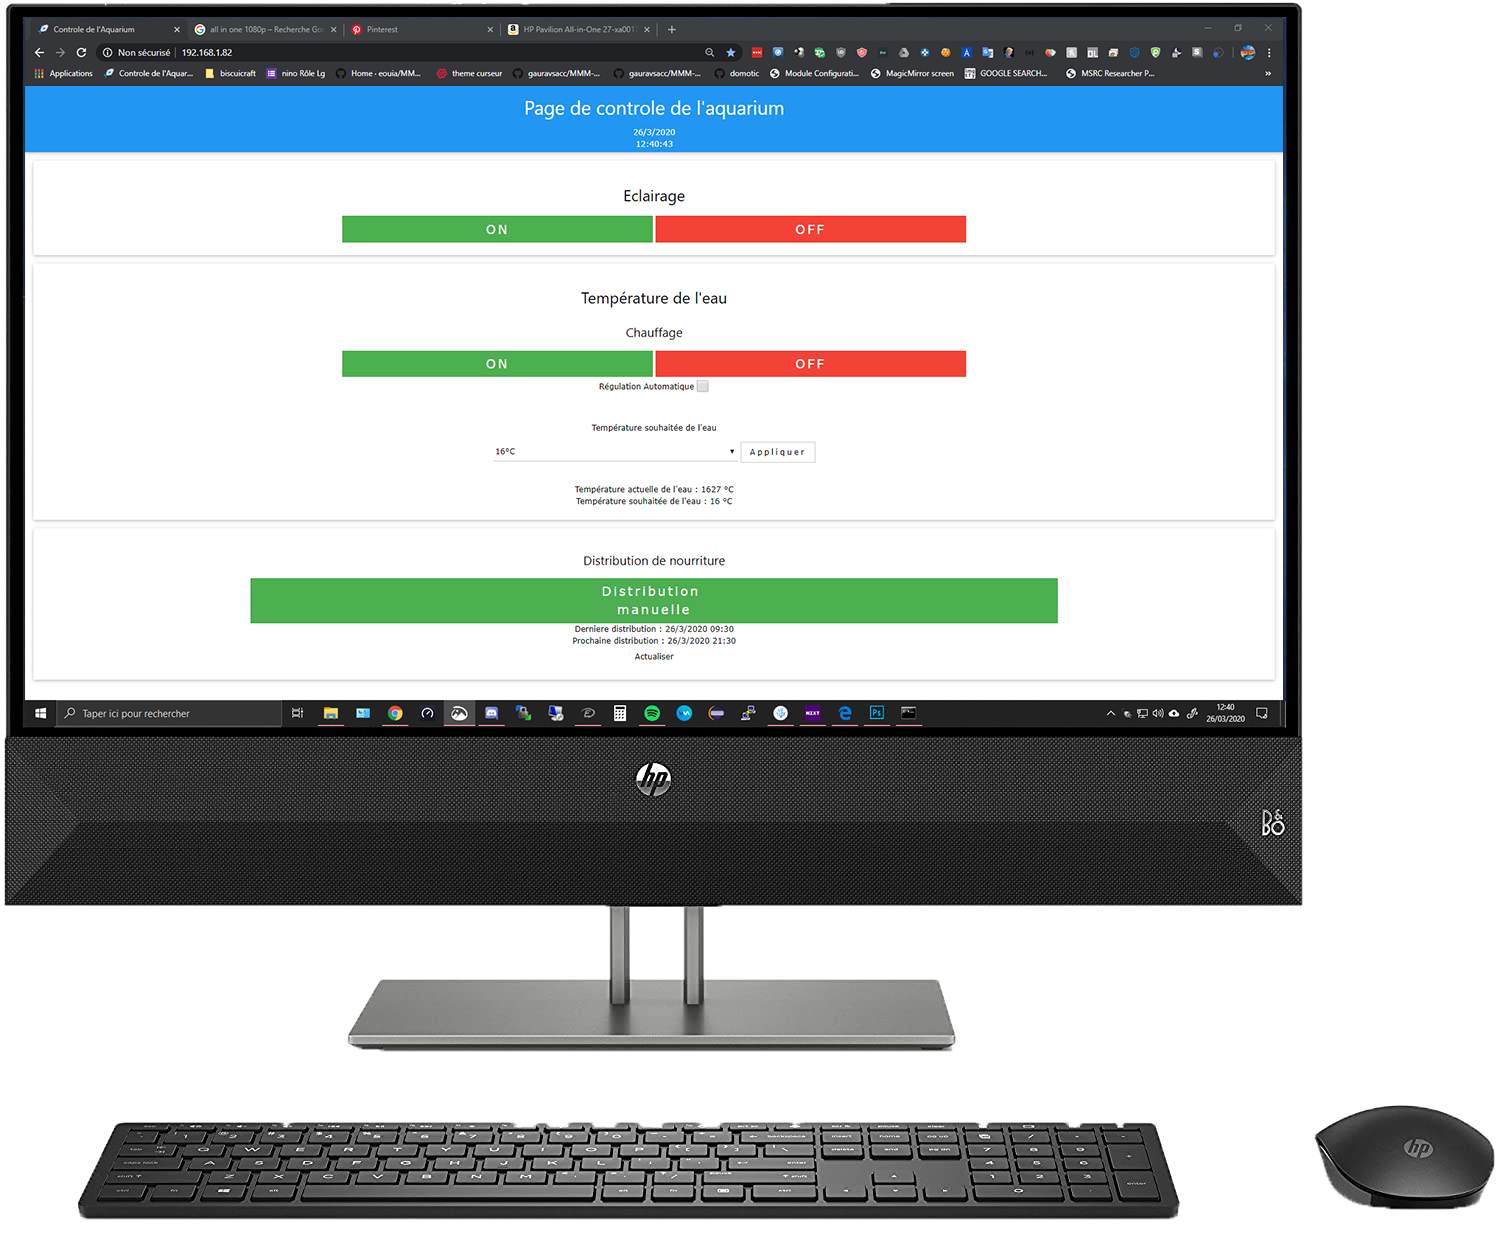 Controle de l'Aquarium
all in one 1080p – Recherche Go
Pinterest
HP Pavilion All-in-One 27-xa001
Non sécurisé
192.168.1.82
Applications
Controle de l'Aquar...
biscuicraft
nino Rôle Lg
Home · eouia/MM...
theme curseur
gauravsacc/MMM-...
gauravsacc/MMM-...
domotic
Module Configurati...
MagicMirror screen
GOOGLE SEARCH...
MSRC Researcher P...
»
Page de controle de l'aquarium
26/3/2020
12:40:43
Eclairage
ON OFF
Température de l'eau
Chauffage
ON OFF
Régulation Automatique
Température souhaitée de l'eau
16°C
Appliquer
Température actuelle de l'eau : 1627 °C
Température souhaitée de l'eau : 16 °C
Distribution de nourriture
Distribution
manuelle
Derniere distribution : 26/3/2020 09:30
Prochaine distribution : 26/3/2020 21:30
Actualiser
Taper ici pour rechercher
NEXT
Ps
12:40
26/03/2020
hp
B&O
hp